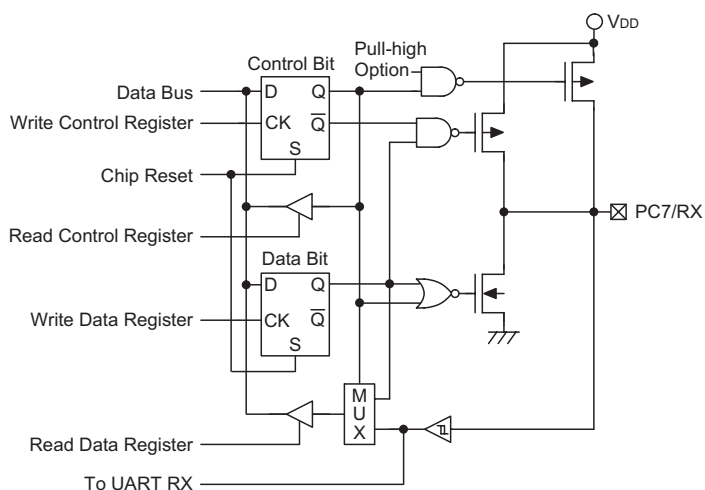 VDD
Pull-high
Option
Control Bit
Data Bus
D Q
Write Control Register
CK Q
S
Chip Reset
PC7/RX
Read Control Register
Data Bit
D Q
Write Data Register
CK Q
S
M
U
X
Read Data Register
To UART RX